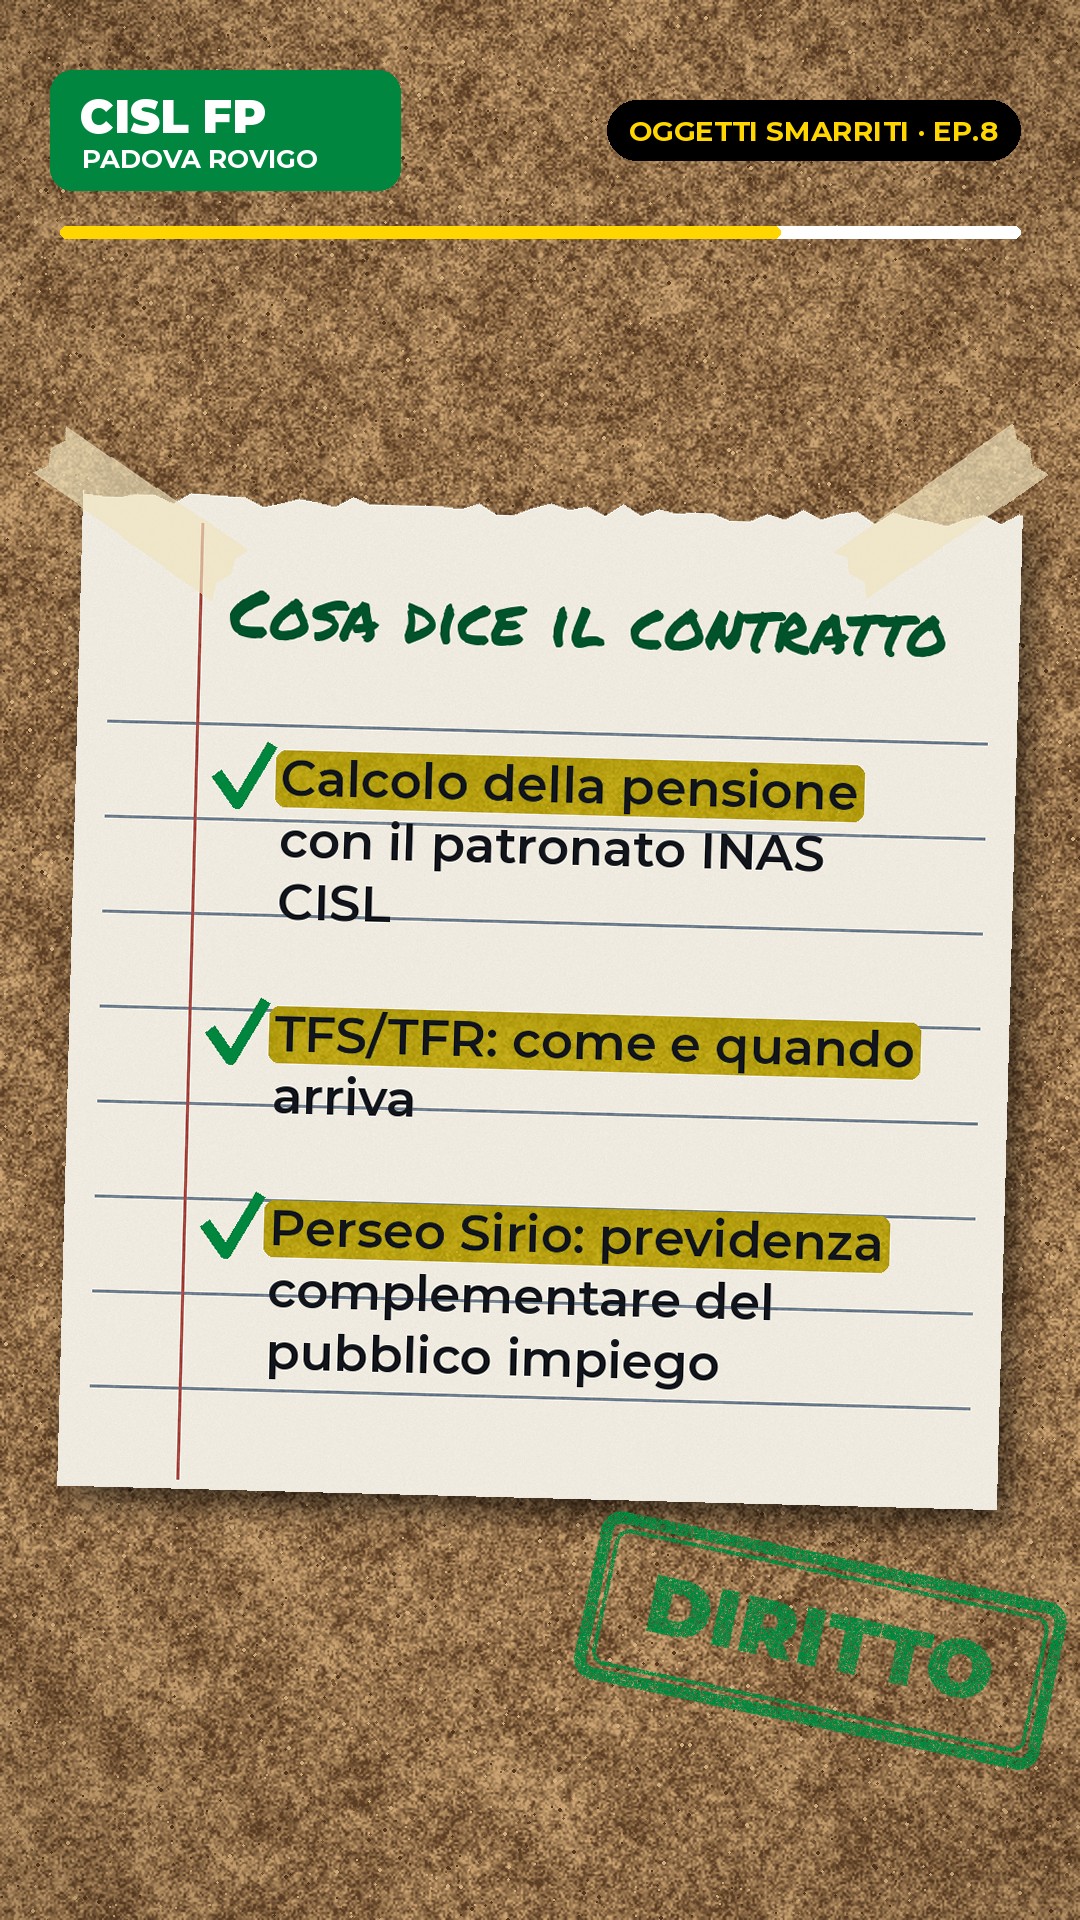 CISL FP
PADOVA ROVIGO
OGGETTI SMARRITI · EP.8
COSA DICE IL CONTRATTO
Calcolo della pensione
con il patronato INAS
CISL
TFS/TFR: come e quando
arriva
Perseo Sirio: previdenza
complementare del
pubblico impiego
DIRITTO